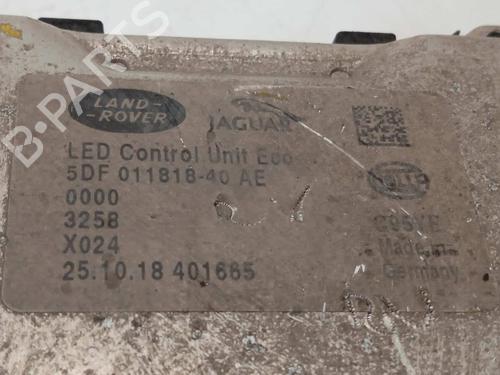 B-PARTS
LAND-
ROVER
JAGUAR
LED Control Unit Eco
5DF 011818-40 AE
0000
3258
X024
25.10.18 401665
Made in
Germany